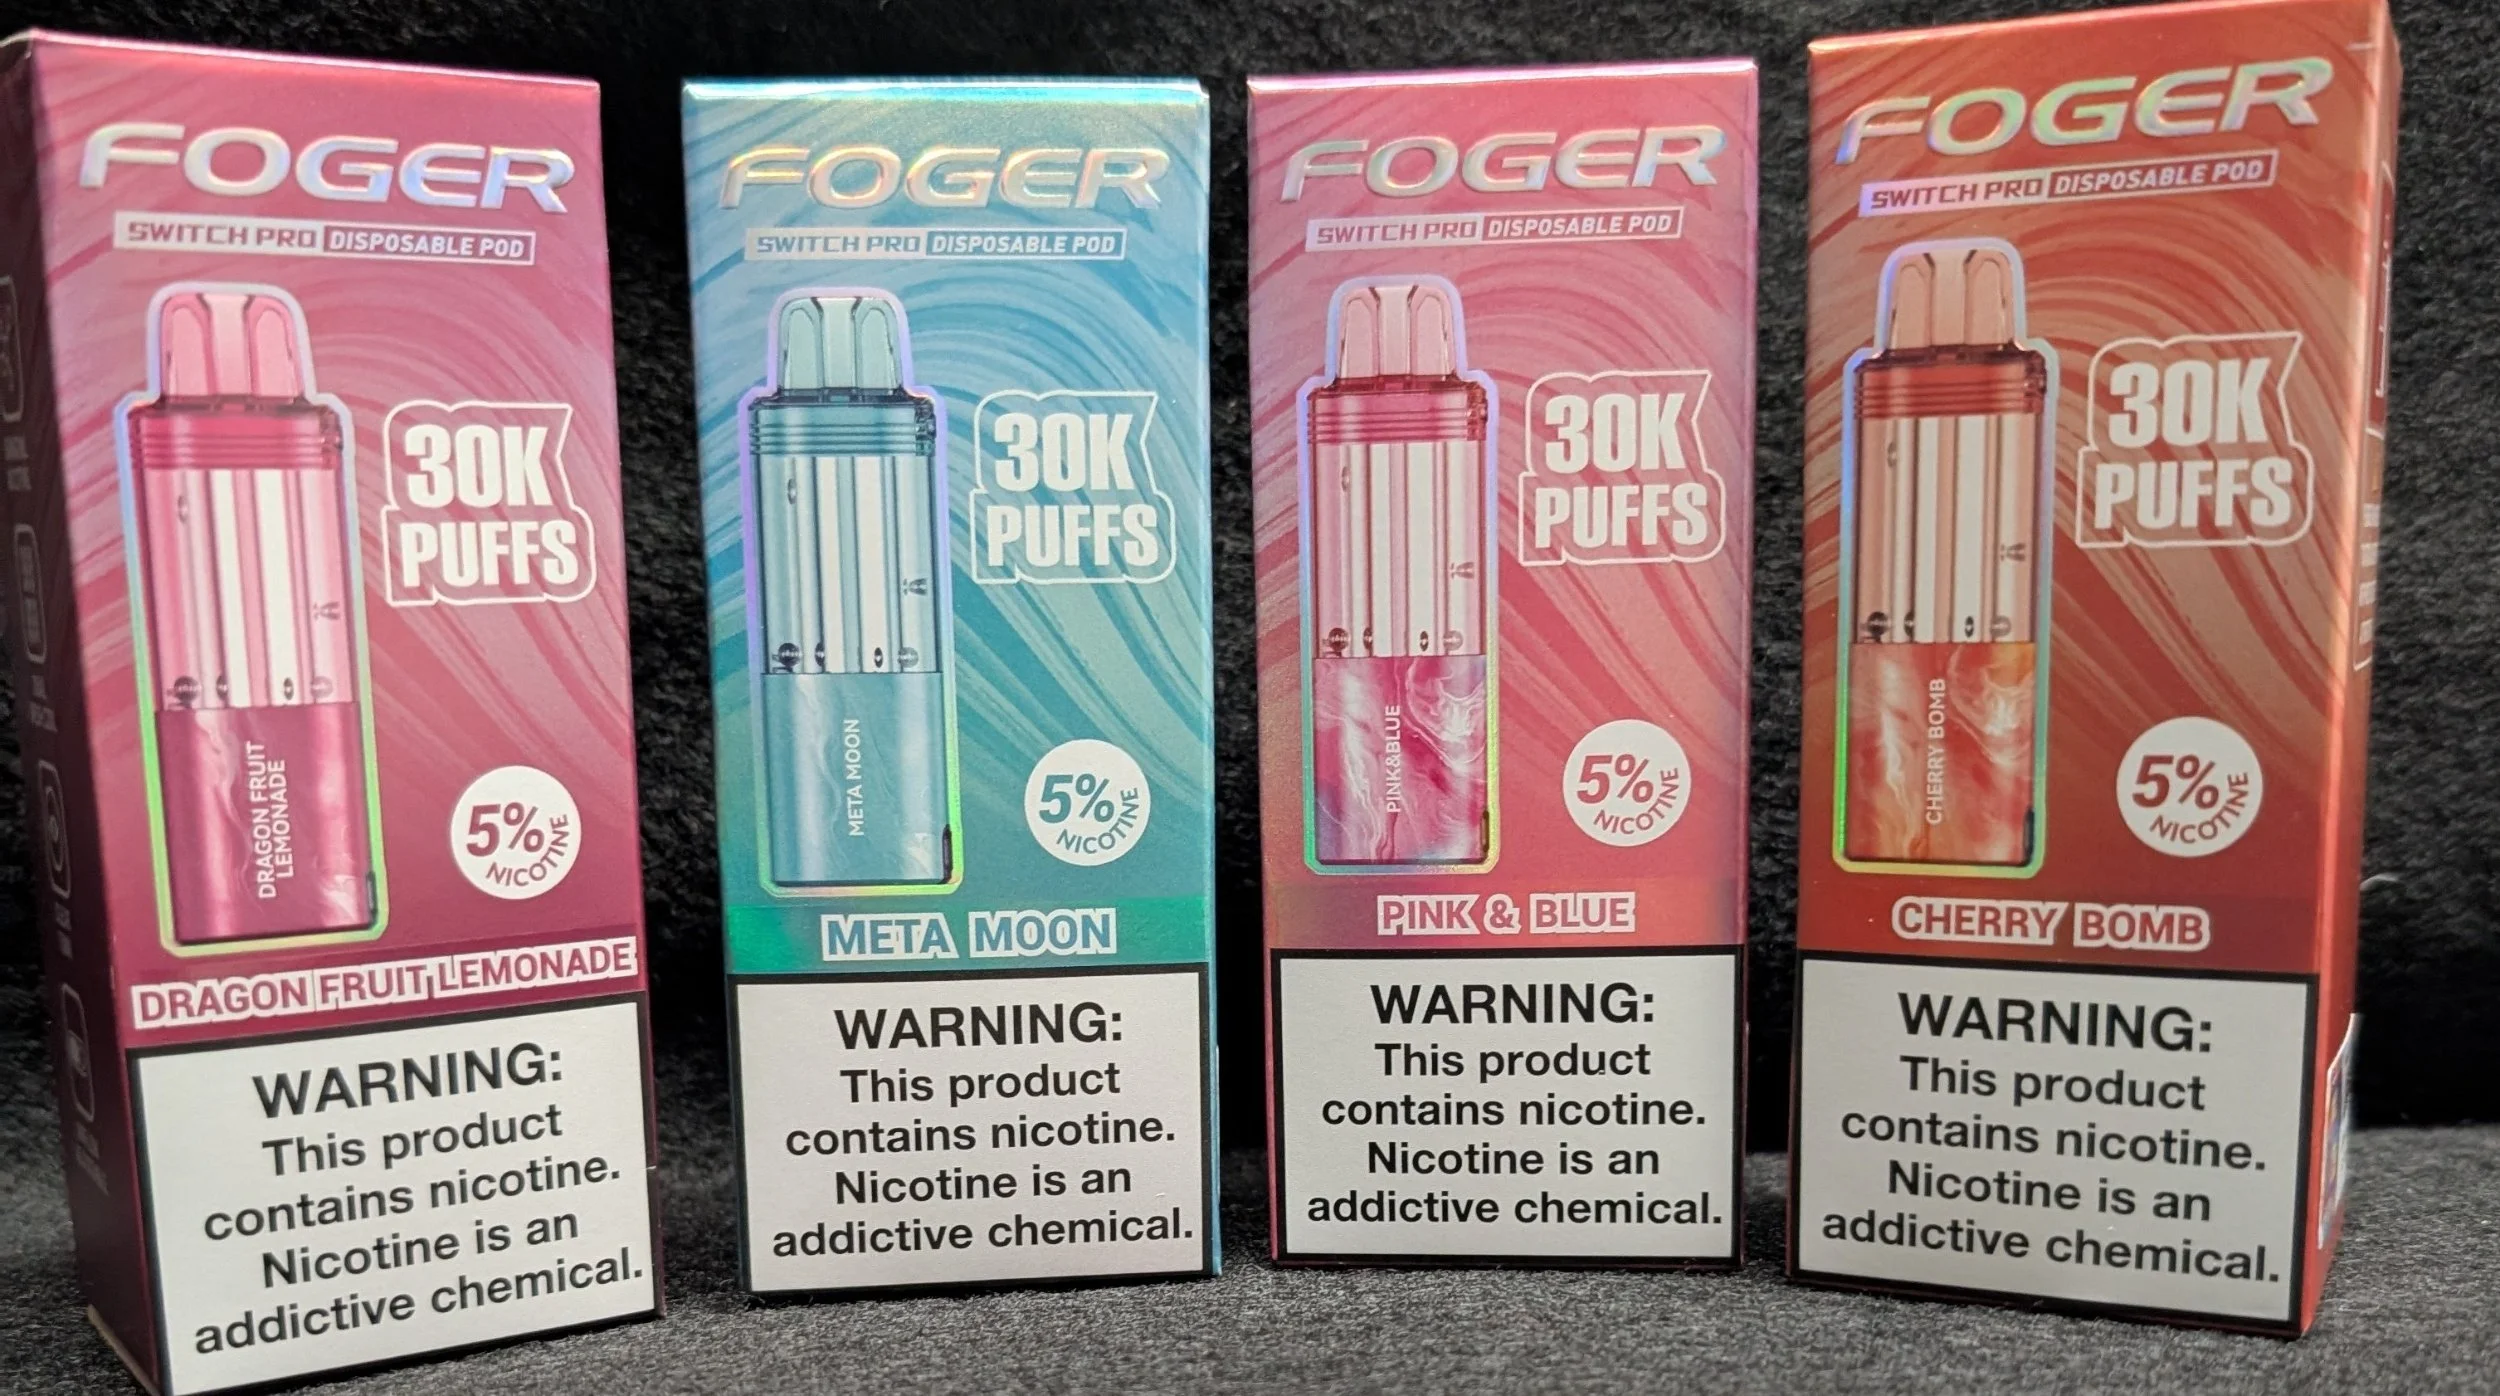 FOGER
SWITCH PRO DISPOSABLE POD
30K
PUFFS
5%
NICOTINE
DRAGON FRUIT
LEMONADE
DRAGON FRUIT LEMONADE
WARNING:
This product
contains nicotine.
Nicotine is an
addictive chemical.
FOGER
SWITCH PRO DISPOSABLE POD
30K
PUFFS
5%
NICOTINE
META MOON
META MOON
WARNING:
This product
contains nicotine.
Nicotine is an
addictive chemical.
FOGER
SWITCH PRO DISPOSABLE POD
30K
PUFFS
5%
NICOTINE
PINK&BLUE
PINK & BLUE
WARNING:
This product
contains nicotine.
Nicotine is an
addictive chemical.
FOGER
SWITCH PRO DISPOSABLE POD
30K
PUFFS
5%
NICOTINE
CHERRY BOMB
CHERRY BOMB
WARNING:
This product
contains nicotine.
Nicotine is an
addictive chemical.